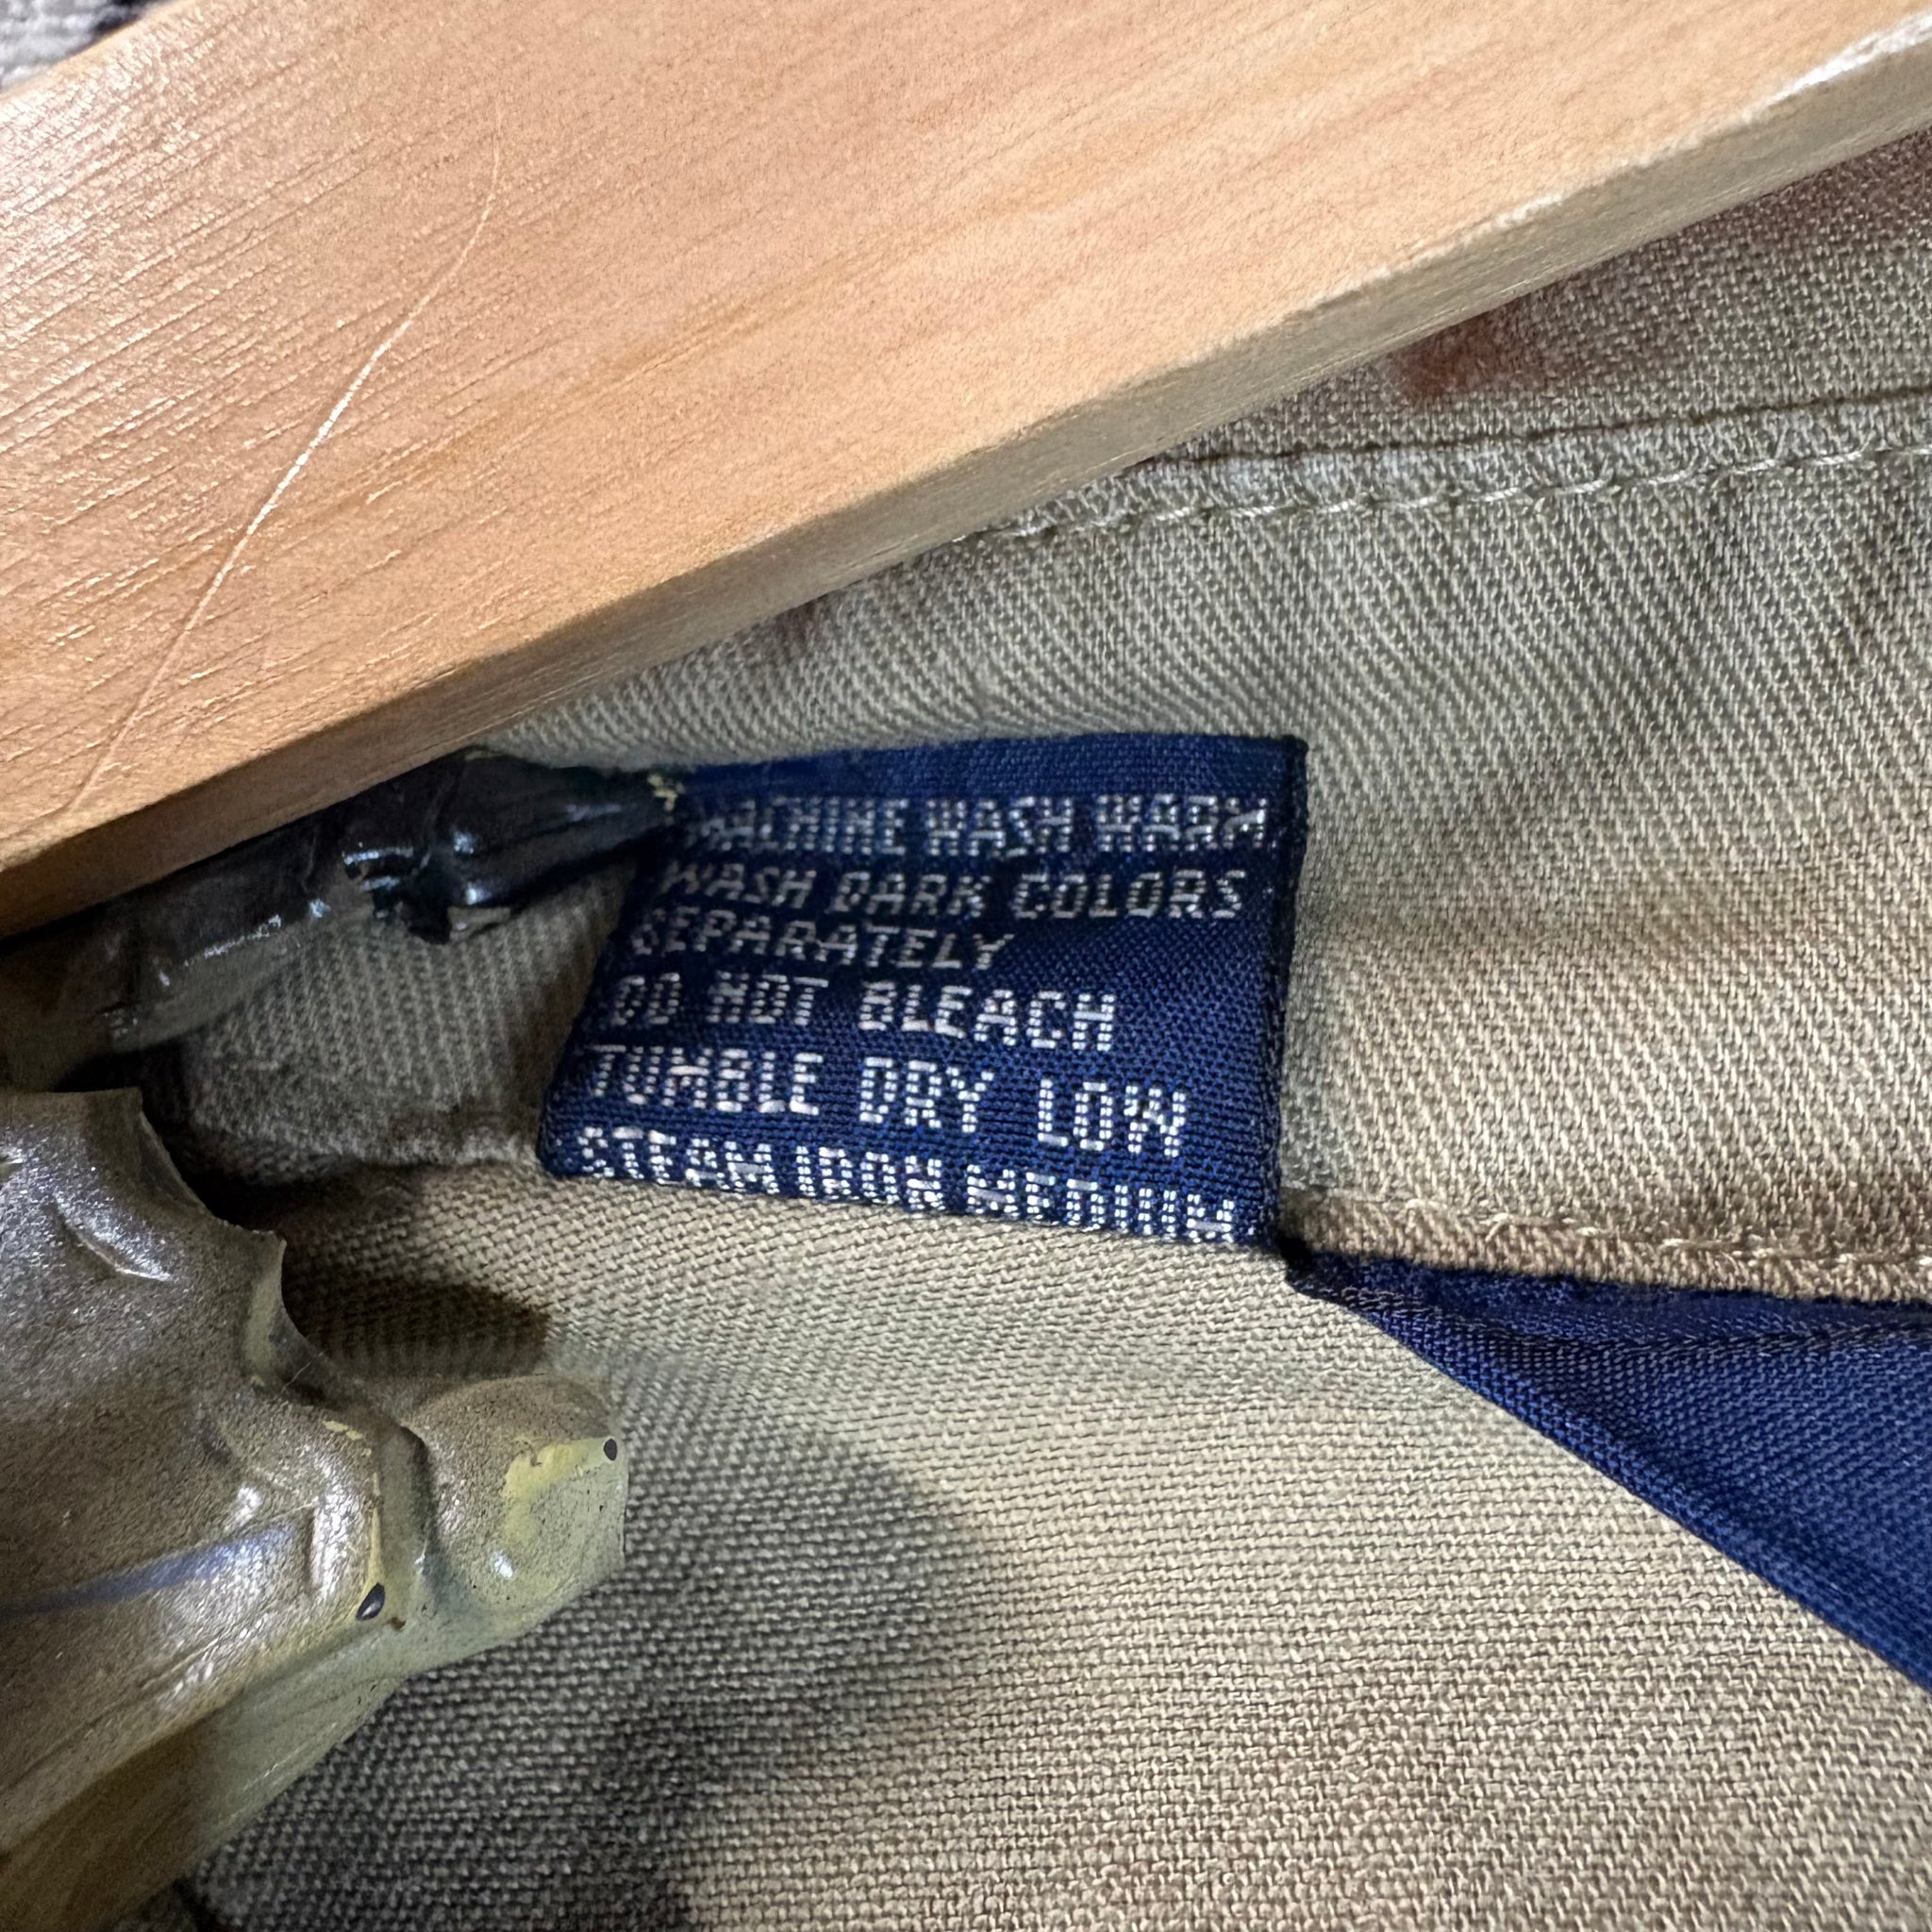 MACHINE WASH WARM
WASH DARK COLORS
SEPARATELY
DO NOT BLEACH
TUMBLE DRY LOW
STEAM IRON MEDIUM